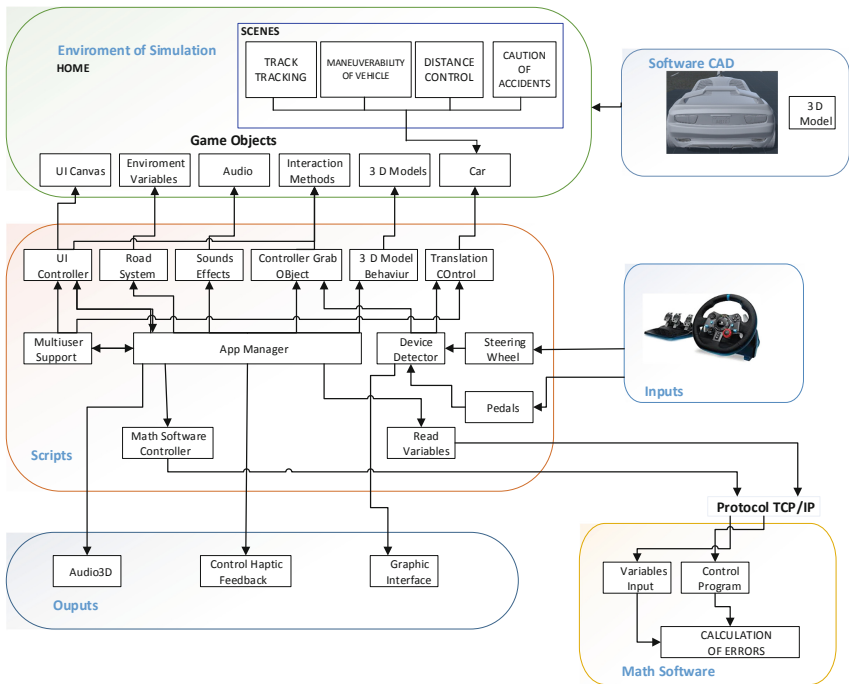 SCENES
Enviroment of Simulation
HOME
TRACK
TRACKING
MANEUVERABILITY
OF VEHICLE
DISTANCE
CONTROL
CAUTION
OF
ACCIDENTS
Software CAD
3 D
Model
Game Objects
UI Canvas
Enviroment
Variables
Audio
Interaction
Methods
3 D Models
Car
UI
Controller
Road
System
Sounds
Effects
Controller Grab
OBject
3 D Model
Behaviur
Translation
COntrol
Multiuser
Support
App Manager
Device
Detector
Steering
Wheel
Pedals
Inputs
Math Software
Controller
Read
Variables
Scripts
Protocol TCP/IP
Audio3D
Control Haptic
Feedback
Graphic
Interface
Ouputs
Variables
Input
Control
Program
CALCULATION
OF ERRORS
Math Software